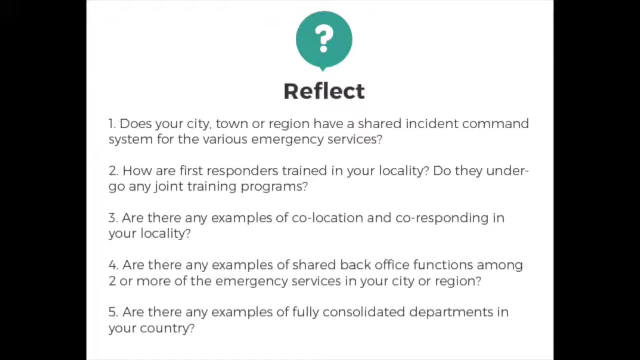 ?
Reflect
1. Does your city, town or region have a shared incident command
system for the various emergency services?
2. How are first responders trained in your locality? Do they under-
go any joint training programs?
3. Are there any examples of co-location and co-responding in
your locality?
4. Are there any examples of shared back office functions among
2 or more of the emergency services in your city or region?
5. Are there any examples of fully consolidated departments in
your country?